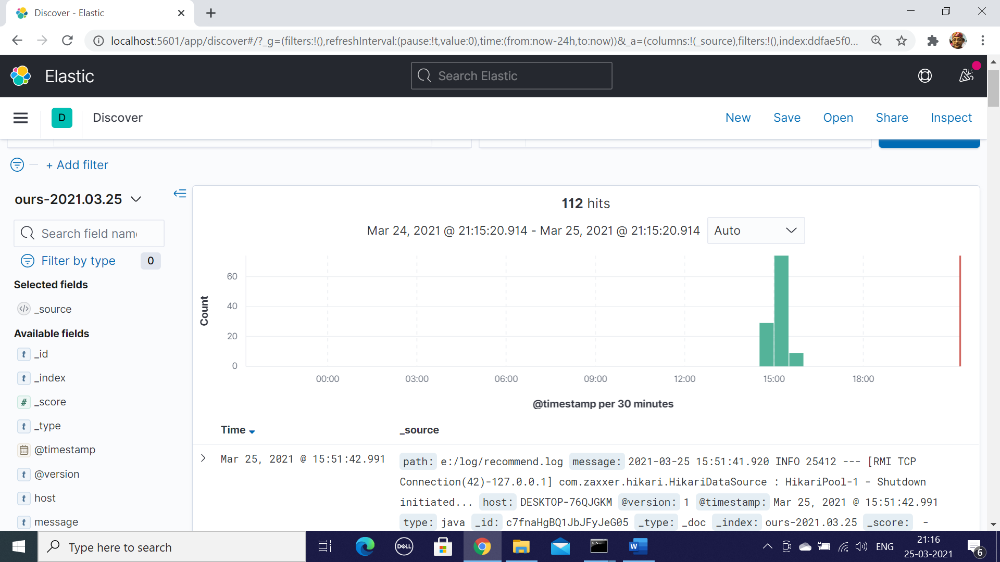 Discover - Elastic
localhost:5601/app/discover#/?_g=(filters:!(),refreshInterval:(pause:!t,value:0),time:(from:now-24h,to:now))&_a=(columns:!(_source),filters:!(),index:ddfae5f0...
Elastic
Search Elastic
D
Discover
New
Save
Open
Share
Inspect
+ Add filter
ours-2021.03.25
112 hits
Mar 24, 2021 @ 21:15:20.914 - Mar 25, 2021 @ 21:15:20.914
Auto
Search field name
Filter by type
0
Selected fields
</> _source
Available fields
t _id
t _index
# _score
t _type
@timestamp
t @version
t host
t message
Count
60
40
20
0
00:00
03:00
06:00
09:00
12:00
15:00
18:00
@timestamp per 30 minutes
Time
_source
Mar 25, 2021 @ 15:51:42.991
path: e:/log/recommend.log message: 2021-03-25 15:51:41.920 INFO 25412 --- [RMI TCP
Connection(42)-127.0.0.1] com.zaxxer.hikari.HikariDataSource : HikariPool-1 - Shutdown
initiated... host: DESKTOP-76QJGKM @version: 1 @timestamp: Mar 25, 2021 @ 15:51:42.991
type: java _id: c7fnaHgBQ1JbJFyJeG05 _type: _doc _index: ours-2021.03.25 _score: -
Type here to search
DELL
C:\
W
ENG
21:16
25-03-2021
6